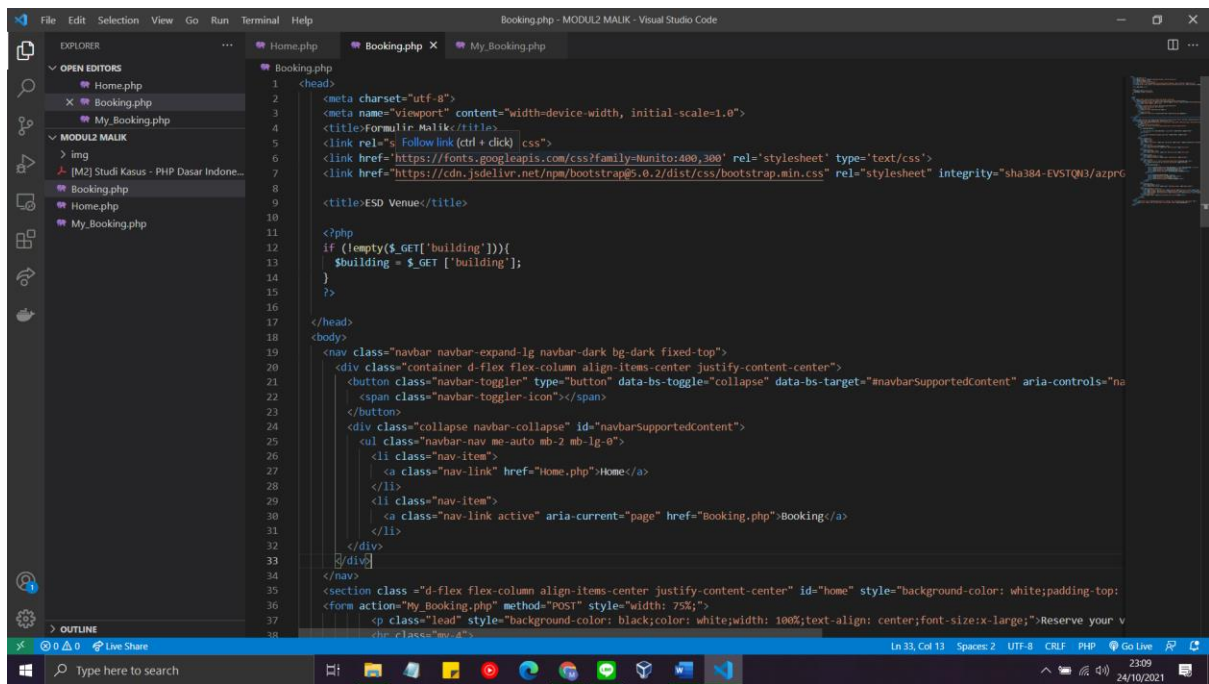 File Edit Selection View Go Run Terminal Help
Booking.php - MODUL2 MALIK - Visual Studio Code
EXPLORER
OPEN EDITORS
Home.php
Booking.php
My_Booking.php
MODUL2 MALIK
img
[M2] Studi Kasus - PHP Dasar Indone...
Booking.php
Home.php
My_Booking.php
OUTLINE
Home.php Booking.php My_Booking.php
Booking.php
1 <head>
2 <meta charset="utf-8">
3 <meta name="viewport" content="width=device-width, initial-scale=1.0">
4 <title>Formulir Malik</title>
5 <link rel="s Follow link (ctrl + click) css">
6 <link href='https://fonts.googleapis.com/css?family=Nunito:400,300' rel='stylesheet' type='text/css'>
7 <link href="https://cdn.jsdelivr.net/npm/bootstrap@5.0.2/dist/css/bootstrap.min.css" rel="stylesheet" integrity="sha384-EVSTQN3/azprG
8
9 <title>ESD Venue</title>
10
11 <?php
12 if (!empty($_GET['building'])){
13 $building = $_GET ['building'];
14 }
15 ?>
16
17 </head>
18 <body>
19 <nav class="navbar navbar-expand-lg navbar-dark bg-dark fixed-top">
20 <div class="container d-flex flex-column align-items-center justify-content-center">
21 <button class="navbar-toggler" type="button" data-bs-toggle="collapse" data-bs-target="#navbarSupportedContent" aria-controls="na
22 <span class="navbar-toggler-icon"></span>
23 </button>
24 <div class="collapse navbar-collapse" id="navbarSupportedContent">
25 <ul class="navbar-nav me-auto mb-2 mb-lg-0">
26 <li class="nav-item">
27 <a class="nav-link" href="Home.php">Home</a>
28 </li>
29 <li class="nav-item">
30 <a class="nav-link active" aria-current="page" href="Booking.php">Booking</a>
31 </li>
32 </div>
33 </div>
34 </nav>
35 <section class ="d-flex flex-column align-items-center justify-content-center" id="home" style="background-color: white;padding-top:
36 <form action="My_Booking.php" method="POST" style="width: 75%;">
37 <p class="lead" style="background-color: black;color: white;width: 100%;text-align: center;font-size:x-large;">Reserve your v
38 <hr class="my-4">
0 0 Live Share
Ln 33, Col 13 Spaces: 2 UTF-8 CRLF PHP Go Live
Type here to search
23:09
24/10/2021